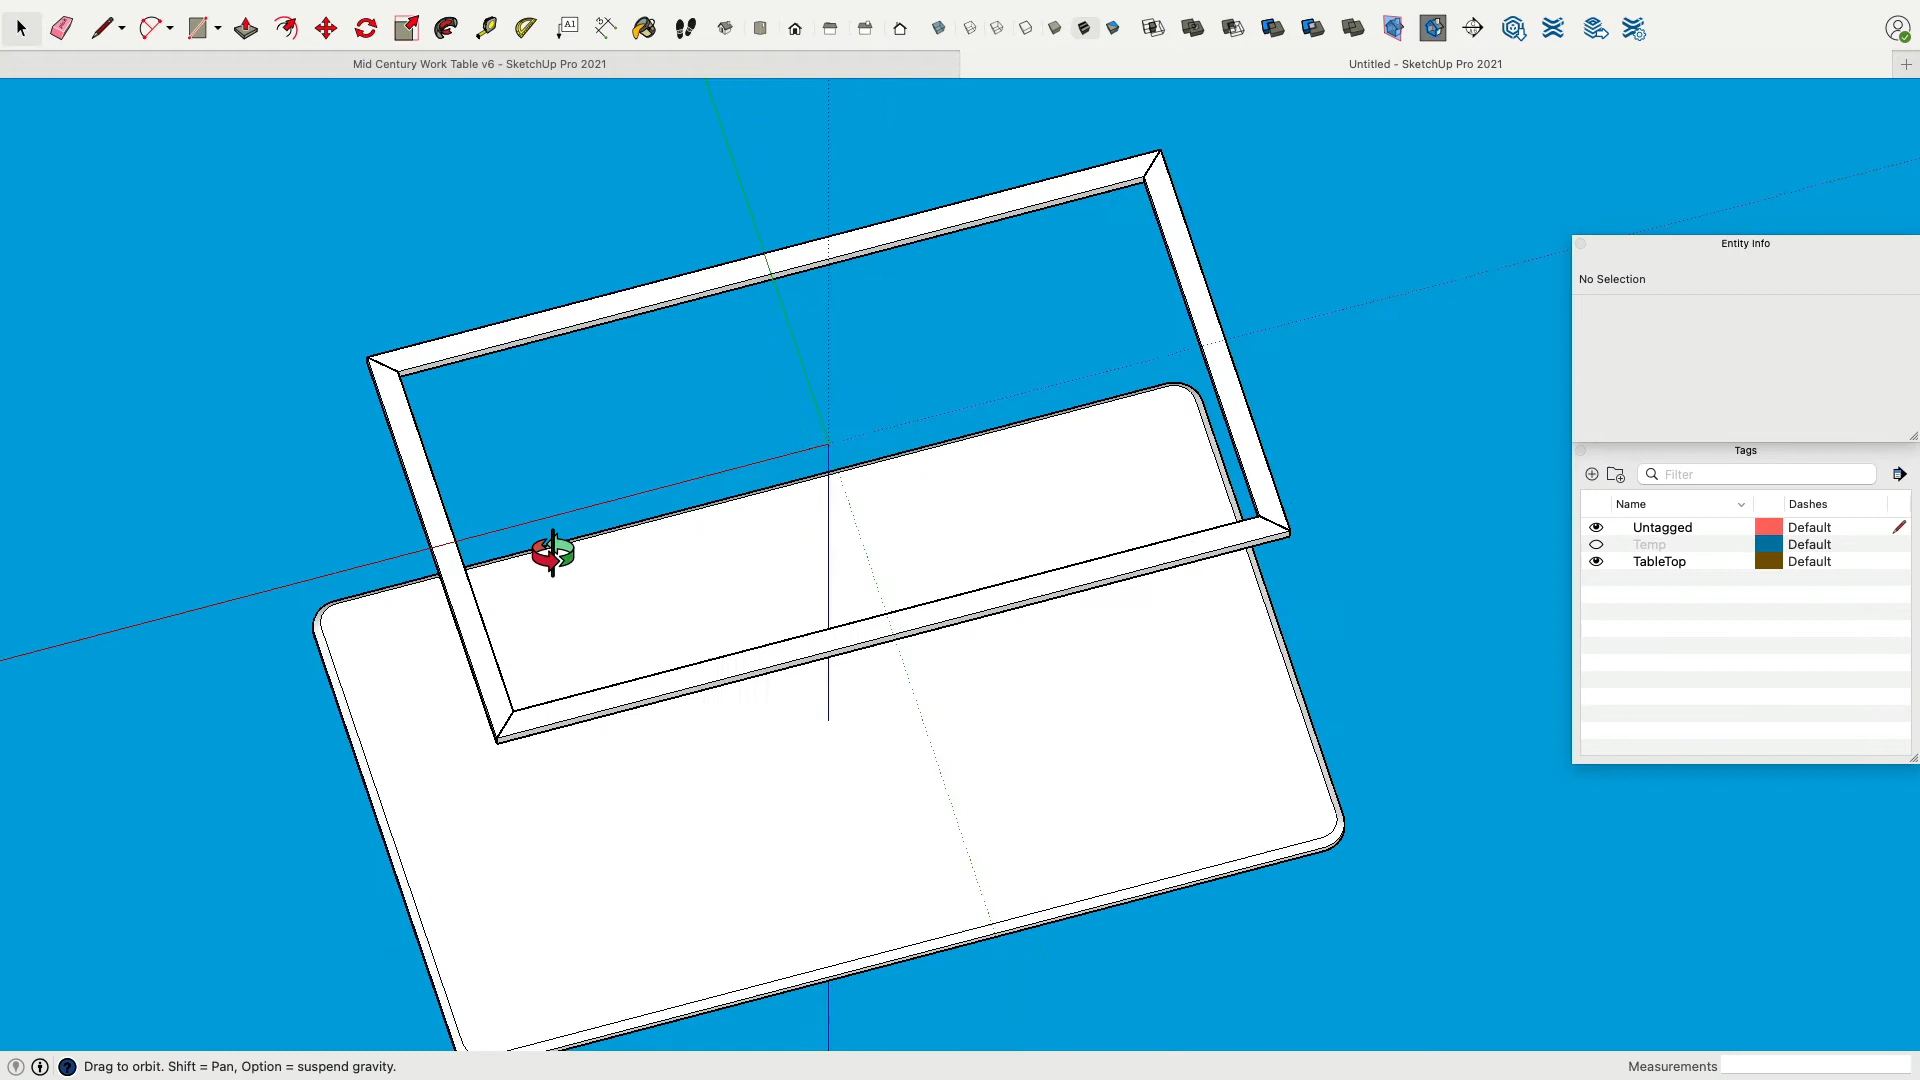 A1
Mid Century Work Table v6 - SketchUp Pro 2021
Untitled - SketchUp Pro 2021
Entity Info
No Selection
Tags
Filter
Name
Dashes
Untagged
Default
Temp
Default
TableTop
Default
Drag to orbit. Shift = Pan, Option = suspend gravity.
Measurements